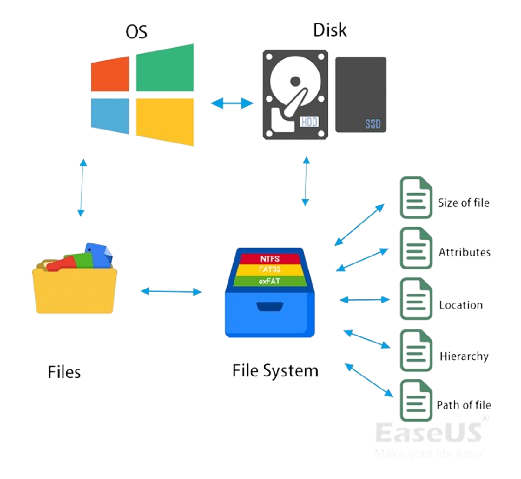 OS
Disk
HDD
SSD
Size of file
NTFS
FAT32
exFAT
Attributes
Location
Hierarchy
Files
File System
Path of file
EaseUS®
Make your life easy!